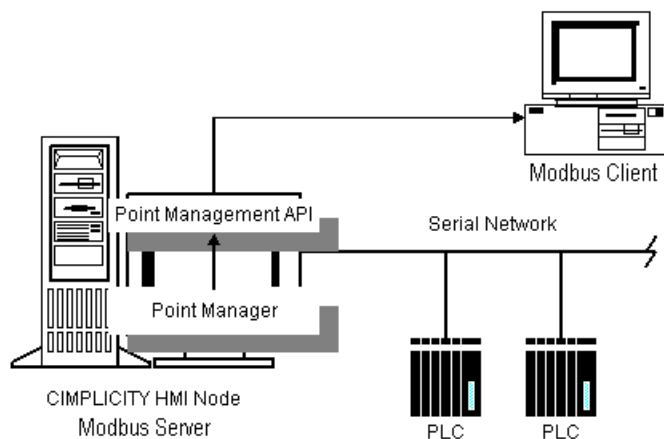 Modbus Client
Point Management API
Serial Network
Point Manager
CIMPLICITY HMI Node
Modbus Server
PLC
PLC